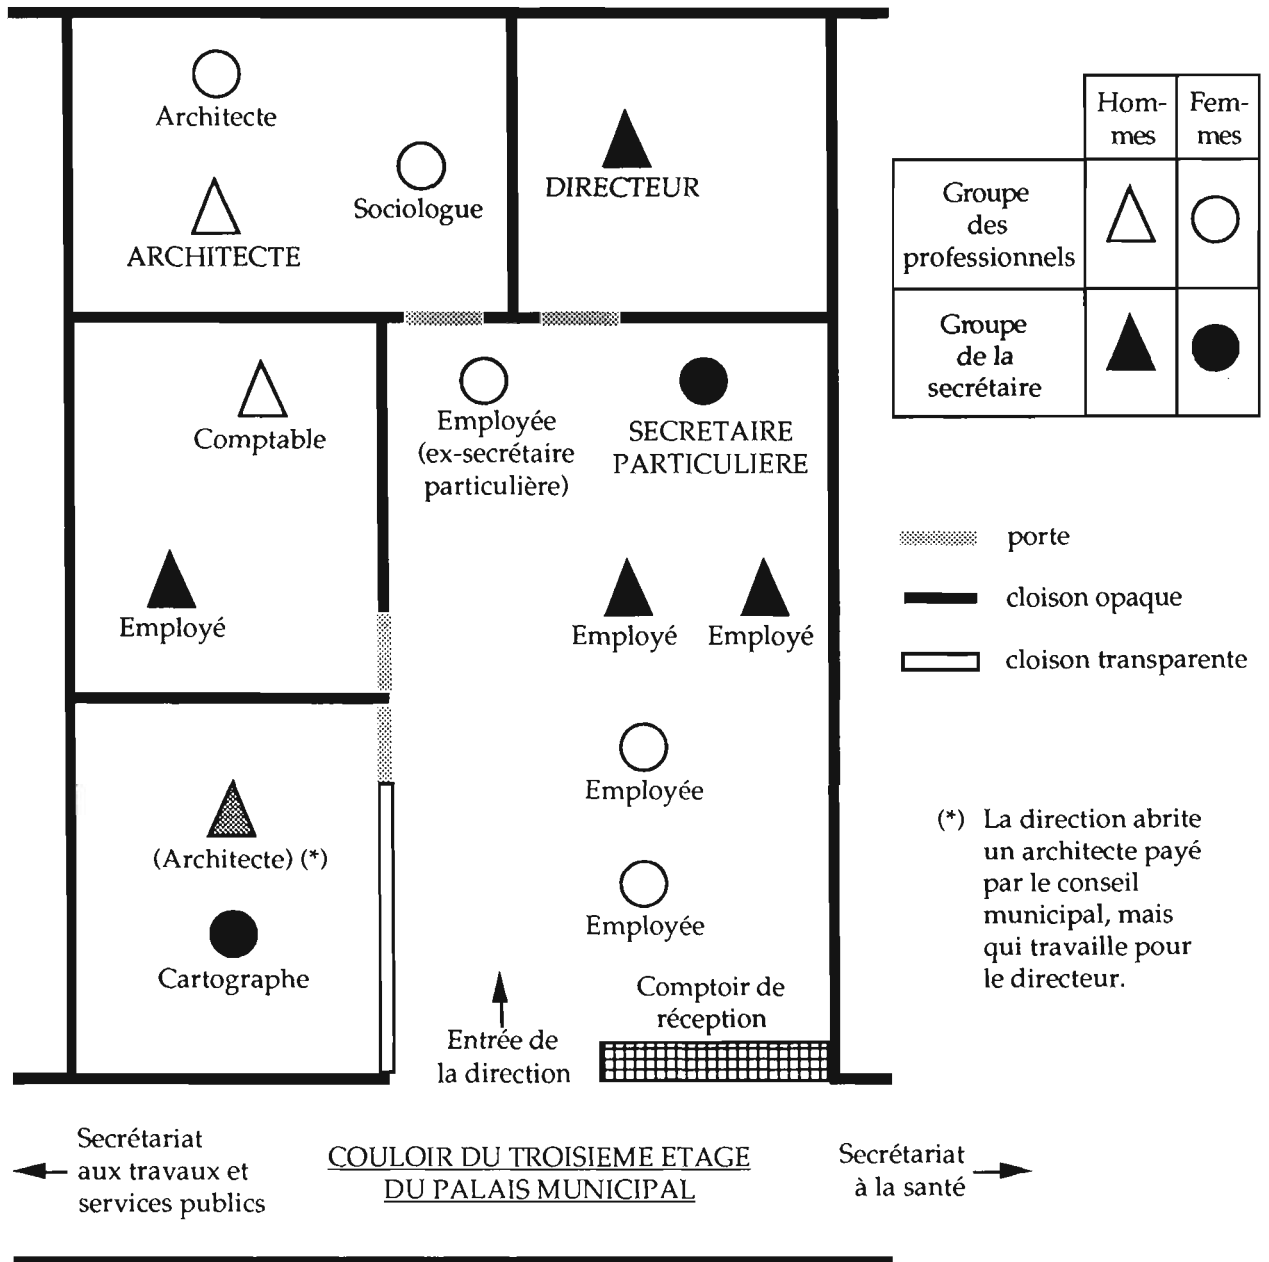 Architecte
Sociologue
ARCHITECTE
DIRECTEUR
Hom-
mes
Fem-
mes
Groupe
des
professionnels
Groupe
de la
secrétaire
Comptable
Employé
Employée
(ex-secrétaire
particulière)
SECRETAIRE
PARTICULIERE
Employé
Employé
Employée
Employée
porte
cloison opaque
cloison transparente
(Architecte) (*)
Cartographe
(*) La direction abrite
un architecte payé
par le conseil
municipal, mais
qui travaille pour
le directeur.
Entrée de
la direction
Comptoir de
réception
Secrétariat
aux travaux et
services publics
COULOIR DU TROISIEME ETAGE
DU PALAIS MUNICIPAL
Secrétariat
à la santé